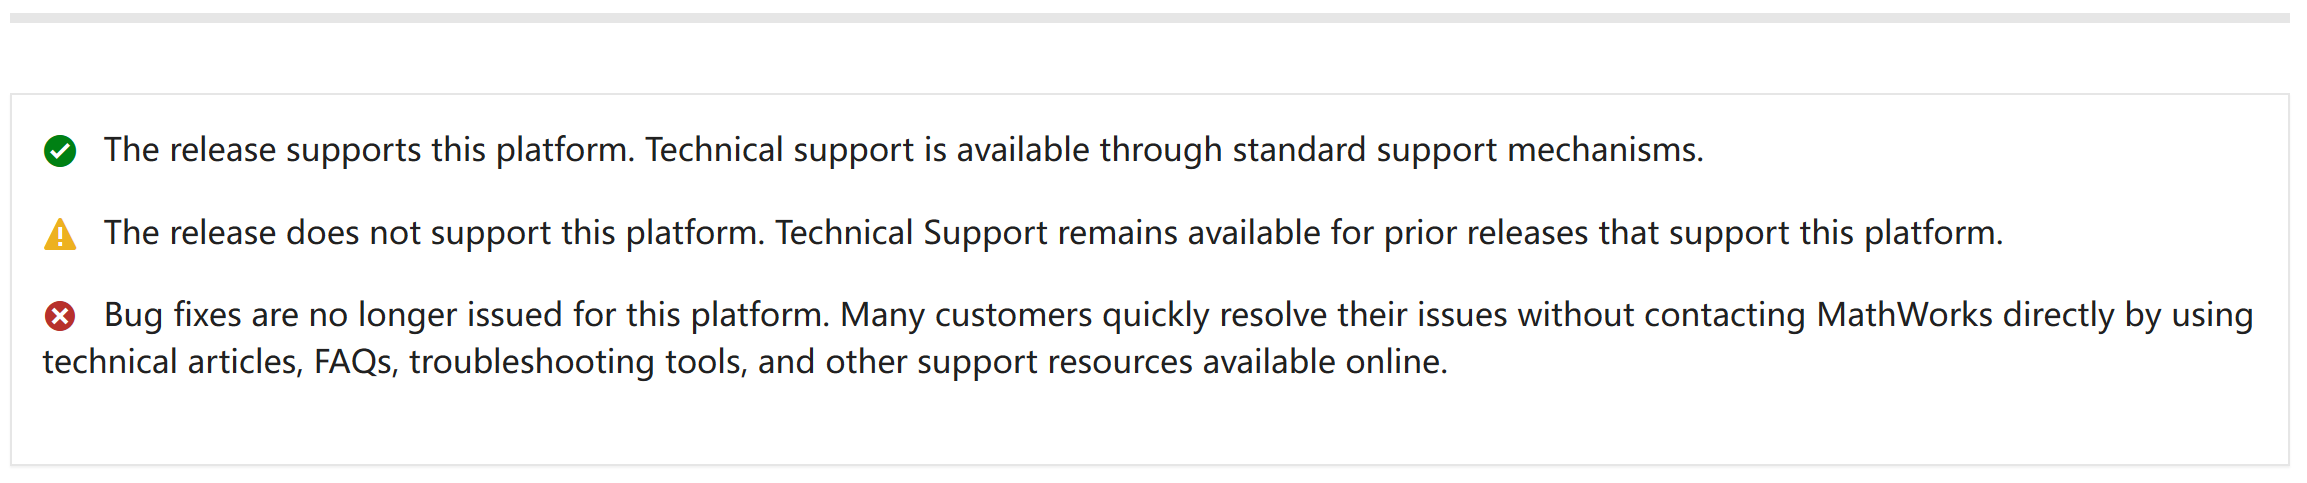 The release supports this platform. Technical support is available through standard support mechanisms.
The release does not support this platform. Technical Support remains available for prior releases that support this platform.
Bug fixes are no longer issued for this platform. Many customers quickly resolve their issues without contacting MathWorks directly by using
technical articles, FAQs, troubleshooting tools, and other support resources available online.